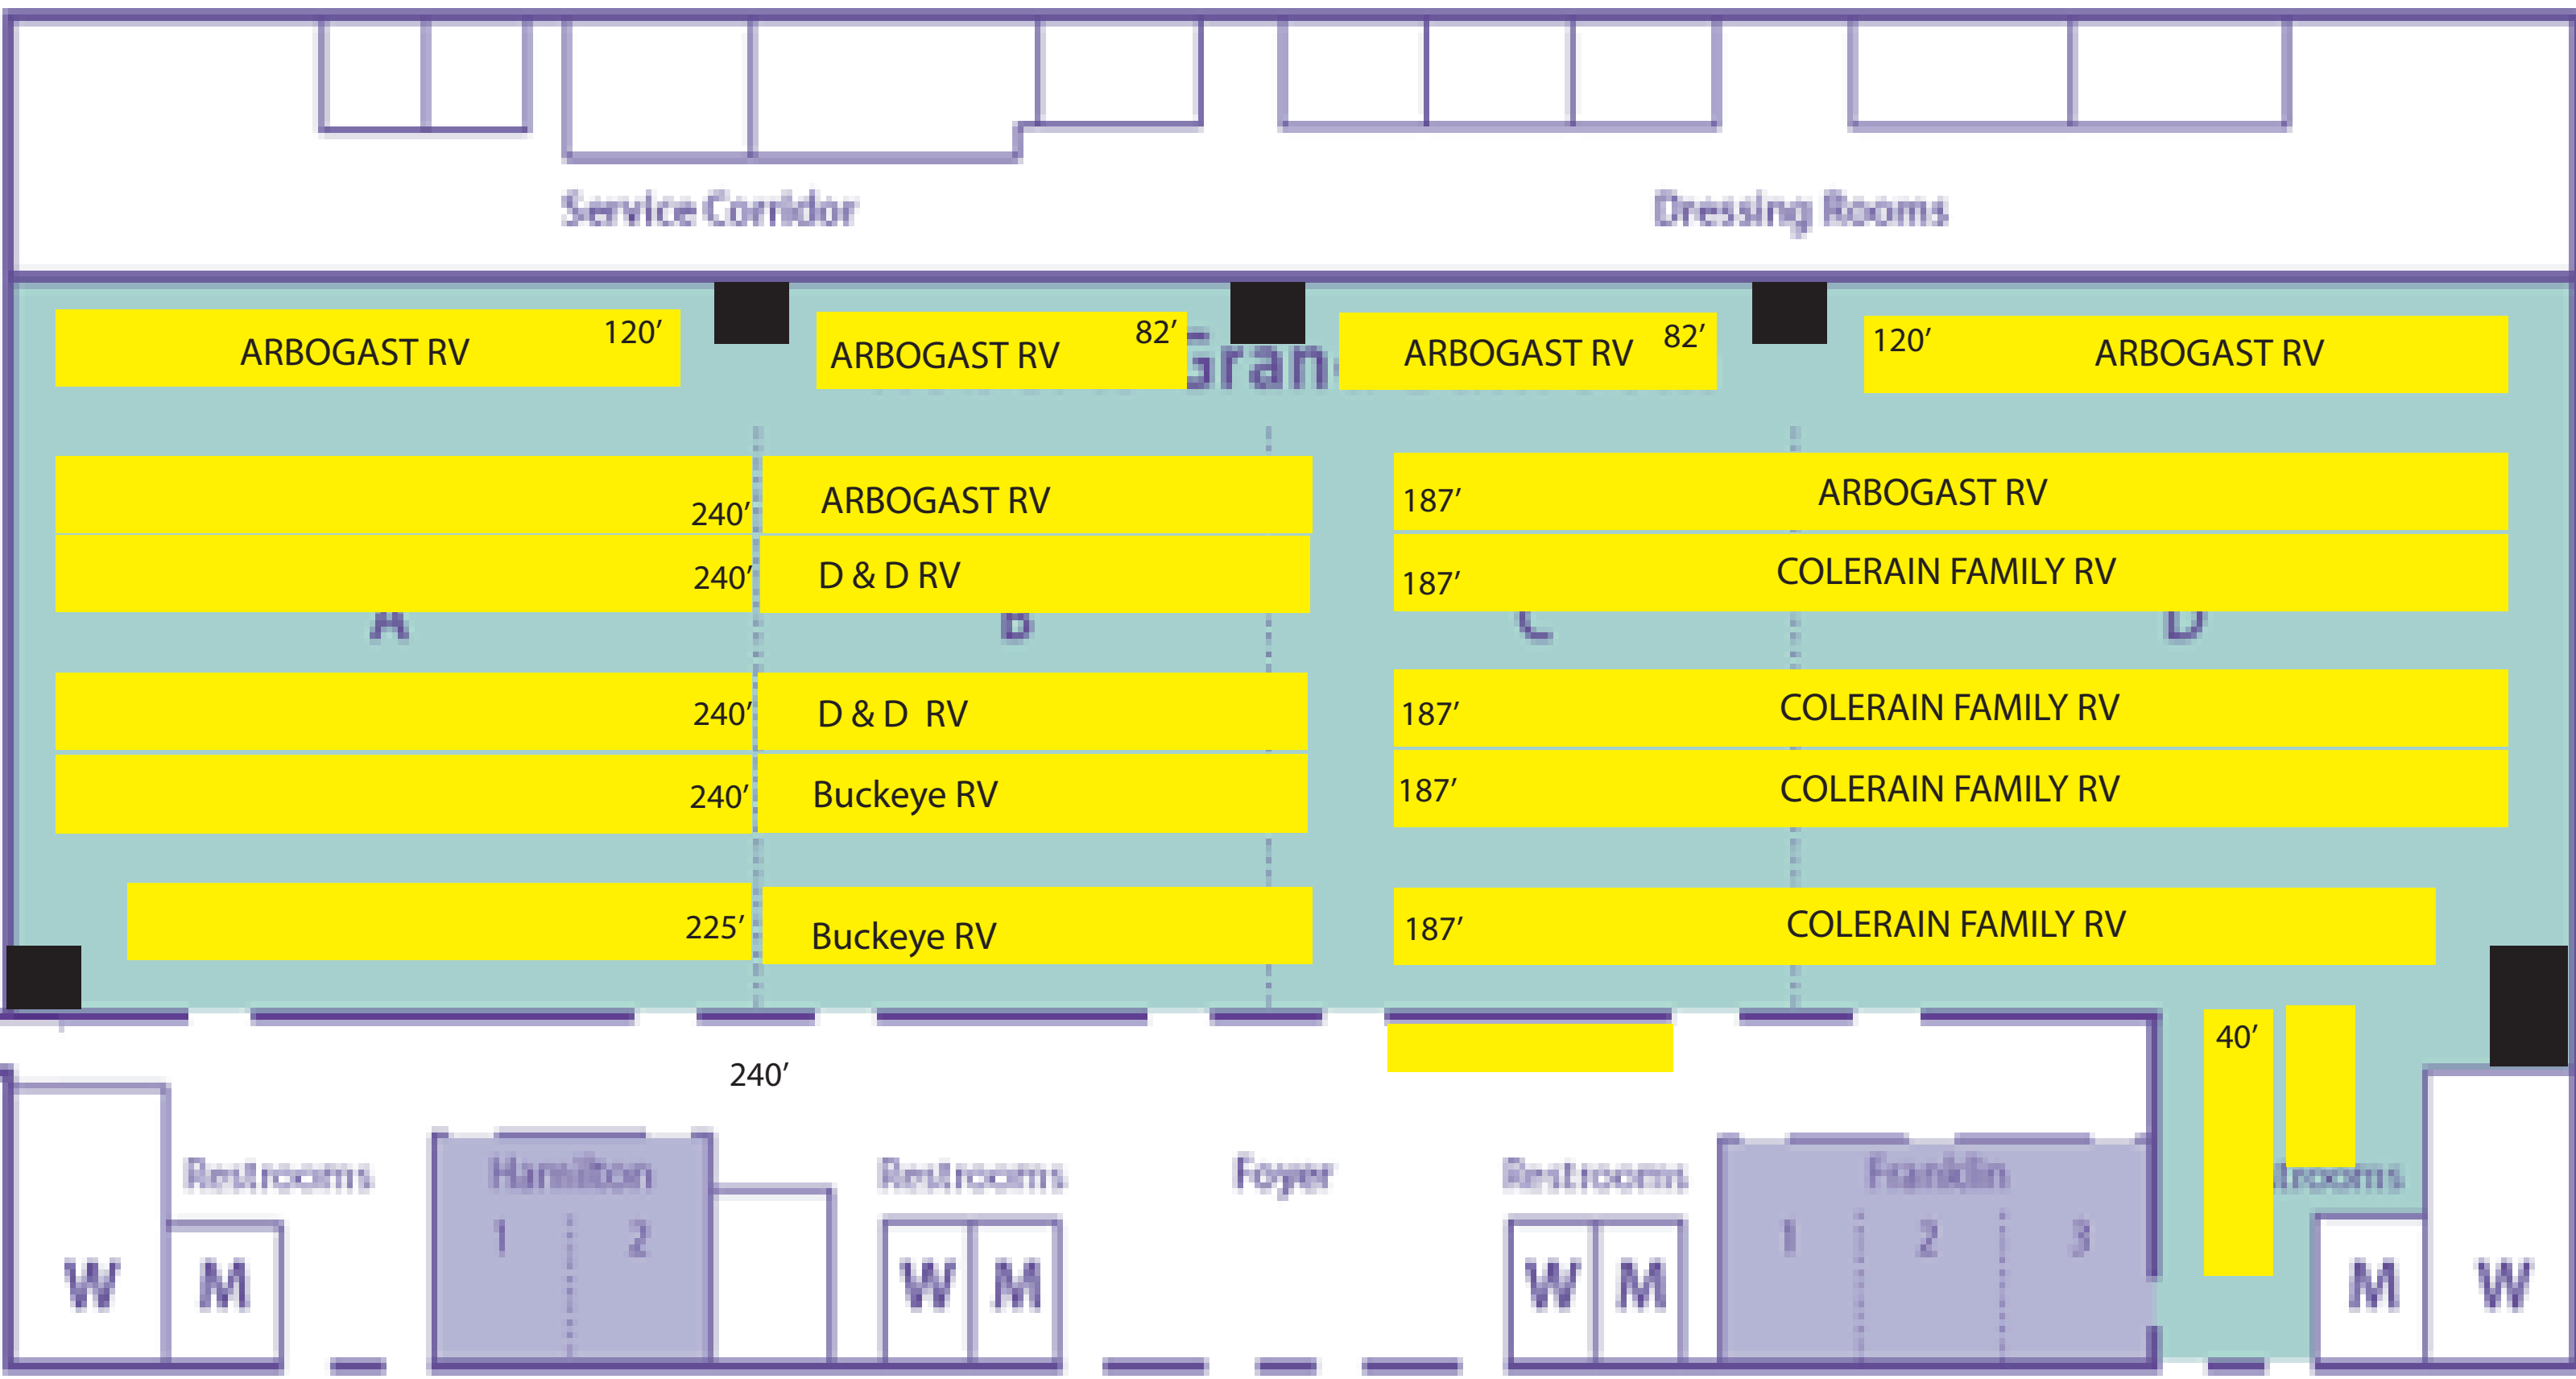 Service Corridor
Dressing Rooms
ARBOGAST RV 120’
ARBOGAST RV 82’
Gran
ARBOGAST RV 82’
120’ ARBOGAST RV
240’ ARBOGAST RV
187’ ARBOGAST RV
240’ D & D RV
187’ COLERAIN FAMILY RV
A
B
C
D
240’ D & D  RV
187’ COLERAIN FAMILY RV
240’ Buckeye RV
187’ COLERAIN FAMILY RV
225’ Buckeye RV
187’ COLERAIN FAMILY RV
240’
40’
Restrooms
Hamilton
Restrooms
Foyer
Restrooms
Franklin
trooms
1
2
1
2
3
W
M
W
M
W
M
M
W